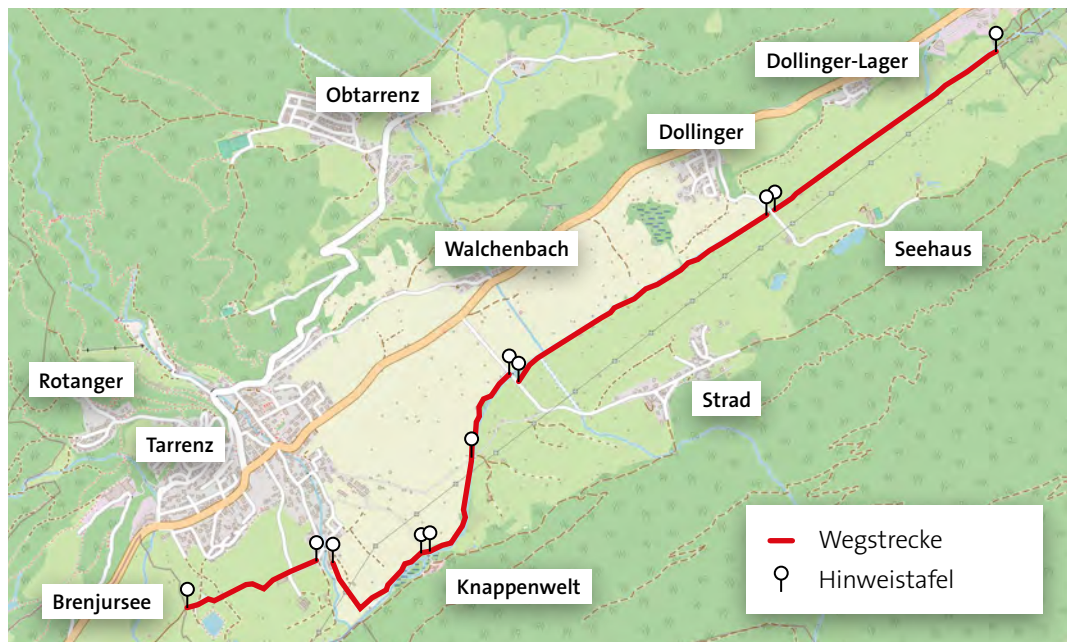 Dollinger-Lager
Obtarrenz
Dollinger
Walchenbach
Seehaus
Rotanger
Strad
Tarrenz
Wegstrecke
Hinweistafel
Knappenwelt
Brenjursee